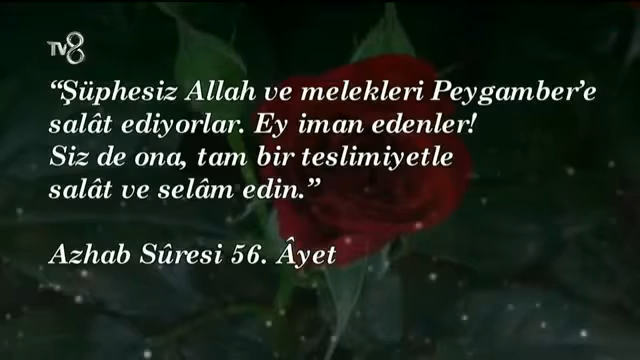 TV8
“Şüphesiz Allah ve melekleri Peygamber’e
salât ediyorlar. Ey iman edenler!
Siz de ona, tam bir teslimiyetle
salât ve selâm edin.”
Azhab Sûresi 56. Âyet